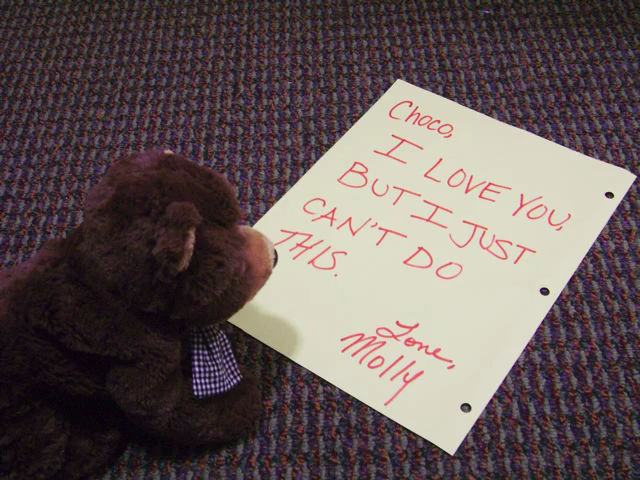 Choco,
I LOVE YOU,
BUT I JUST
CAN'T DO
THIS.
Love,
Molly